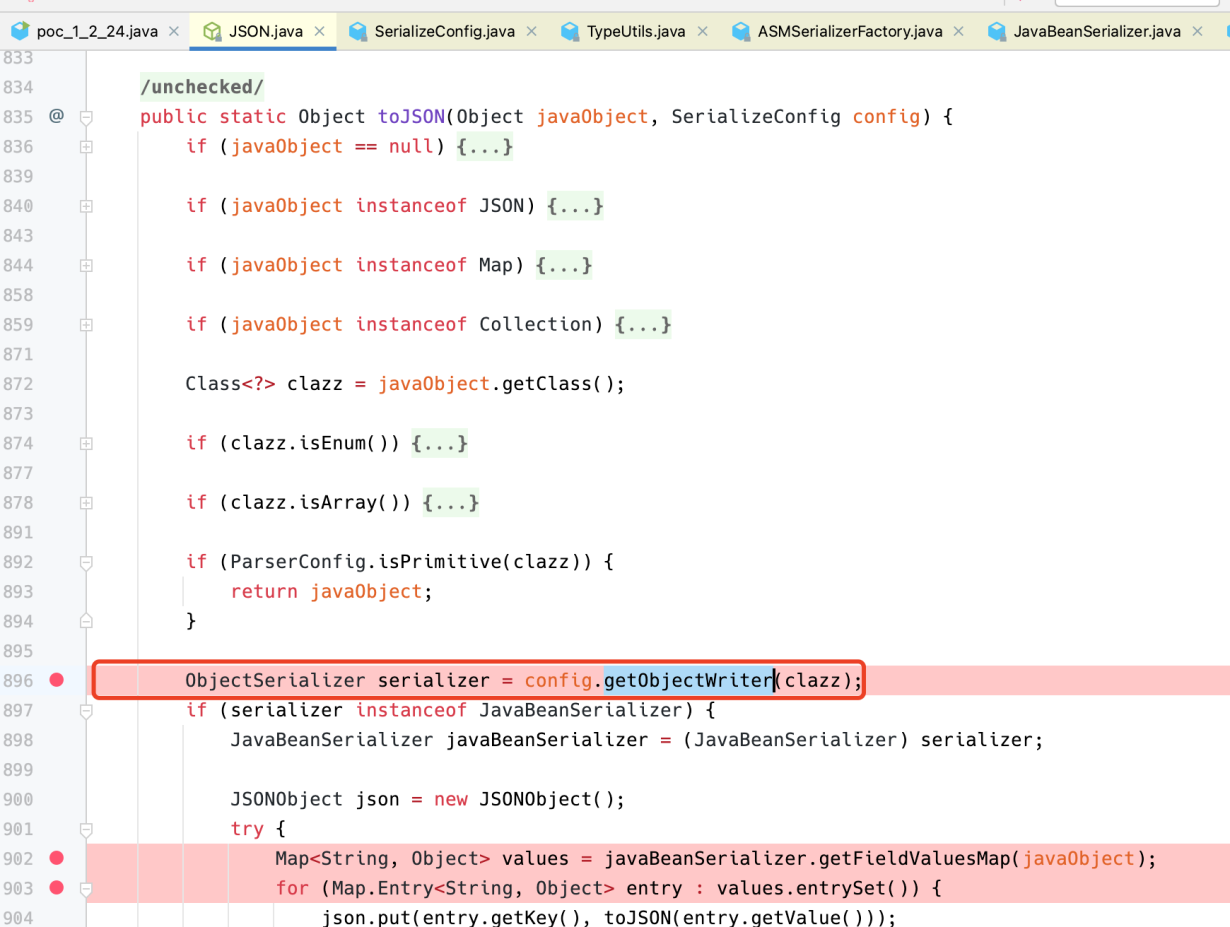 poc_1_2_24.java × JSON.java × SerializeConfig.java × TypeUtils.java × ASMSerializerFactory.java × JavaBeanSerializer.java ×
833
834 /unchecked/
835 @ public static Object toJSON(Object javaObject, SerializeConfig config) {
836 if (javaObject == null) {...}
839
840 if (javaObject instanceof JSON) {...}
843
844 if (javaObject instanceof Map) {...}
858
859 if (javaObject instanceof Collection) {...}
871
872 Class<?> clazz = javaObject.getClass();
873
874 if (clazz.isEnum()) {...}
877
878 if (clazz.isArray()) {...}
891
892 if (ParserConfig.isPrimitive(clazz)) {
893 return javaObject;
894 }
895
896 ObjectSerializer serializer = config.getObjectWriter(clazz);
897 if (serializer instanceof JavaBeanSerializer) {
898 JavaBeanSerializer javaBeanSerializer = (JavaBeanSerializer) serializer;
899
900 JSONObject json = new JSONObject();
901 try {
902 Map<String, Object> values = javaBeanSerializer.getFieldValuesMap(javaObject);
903 for (Map.Entry<String, Object> entry : values.entrySet()) {
904 json.put(entry.getKey(), toJSON(entry.getValue()));